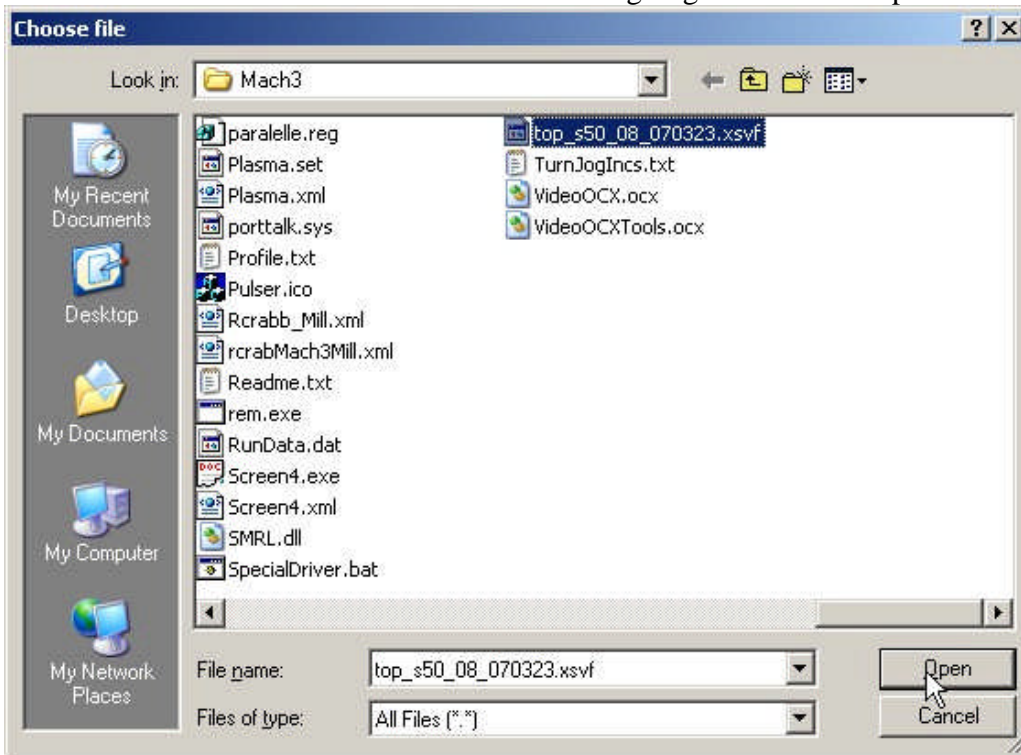 Choose file
Look in:
Mach3
My Recent
Documents
Desktop
My Documents
My Computer
My Network
Places
paralelle.reg
Plasma.set
Plasma.xml
porttalk.sys
Profile.txt
Pulser.ico
Rcrabb_Mill.xml
rcrabMach3Mill.xml
Readme.txt
rem.exe
RunData.dat
Screen4.exe
Screen4.xml
SMRL.dll
SpecialDriver.bat
top_s50_08_070323.xsvf
TurnJogIncs.txt
VideoOCX.ocx
VideoOCXTools.ocx
File name:
top_s50_08_070323.xsvf
Open
Files of type:
All Files (*.*)
Cancel